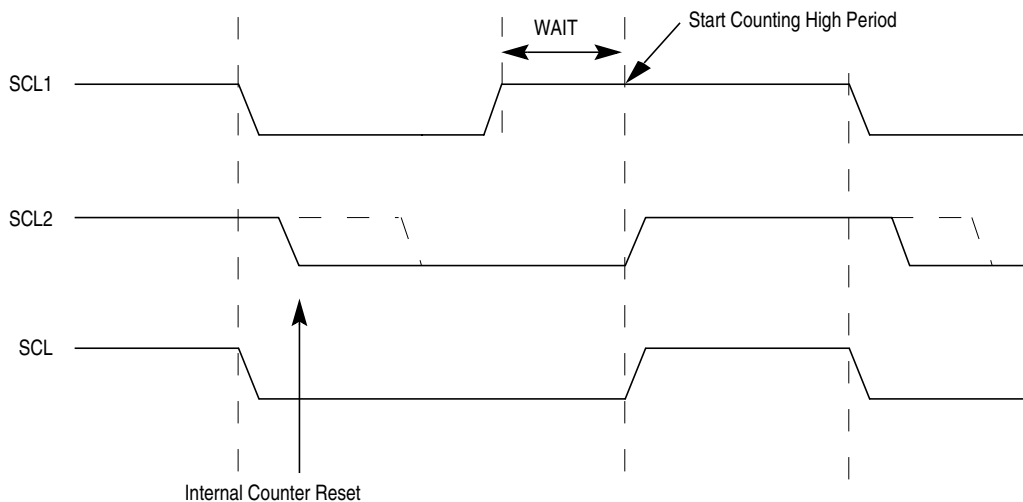 Start Counting High Period
WAIT
SCL1
SCL2
SCL
Internal Counter Reset